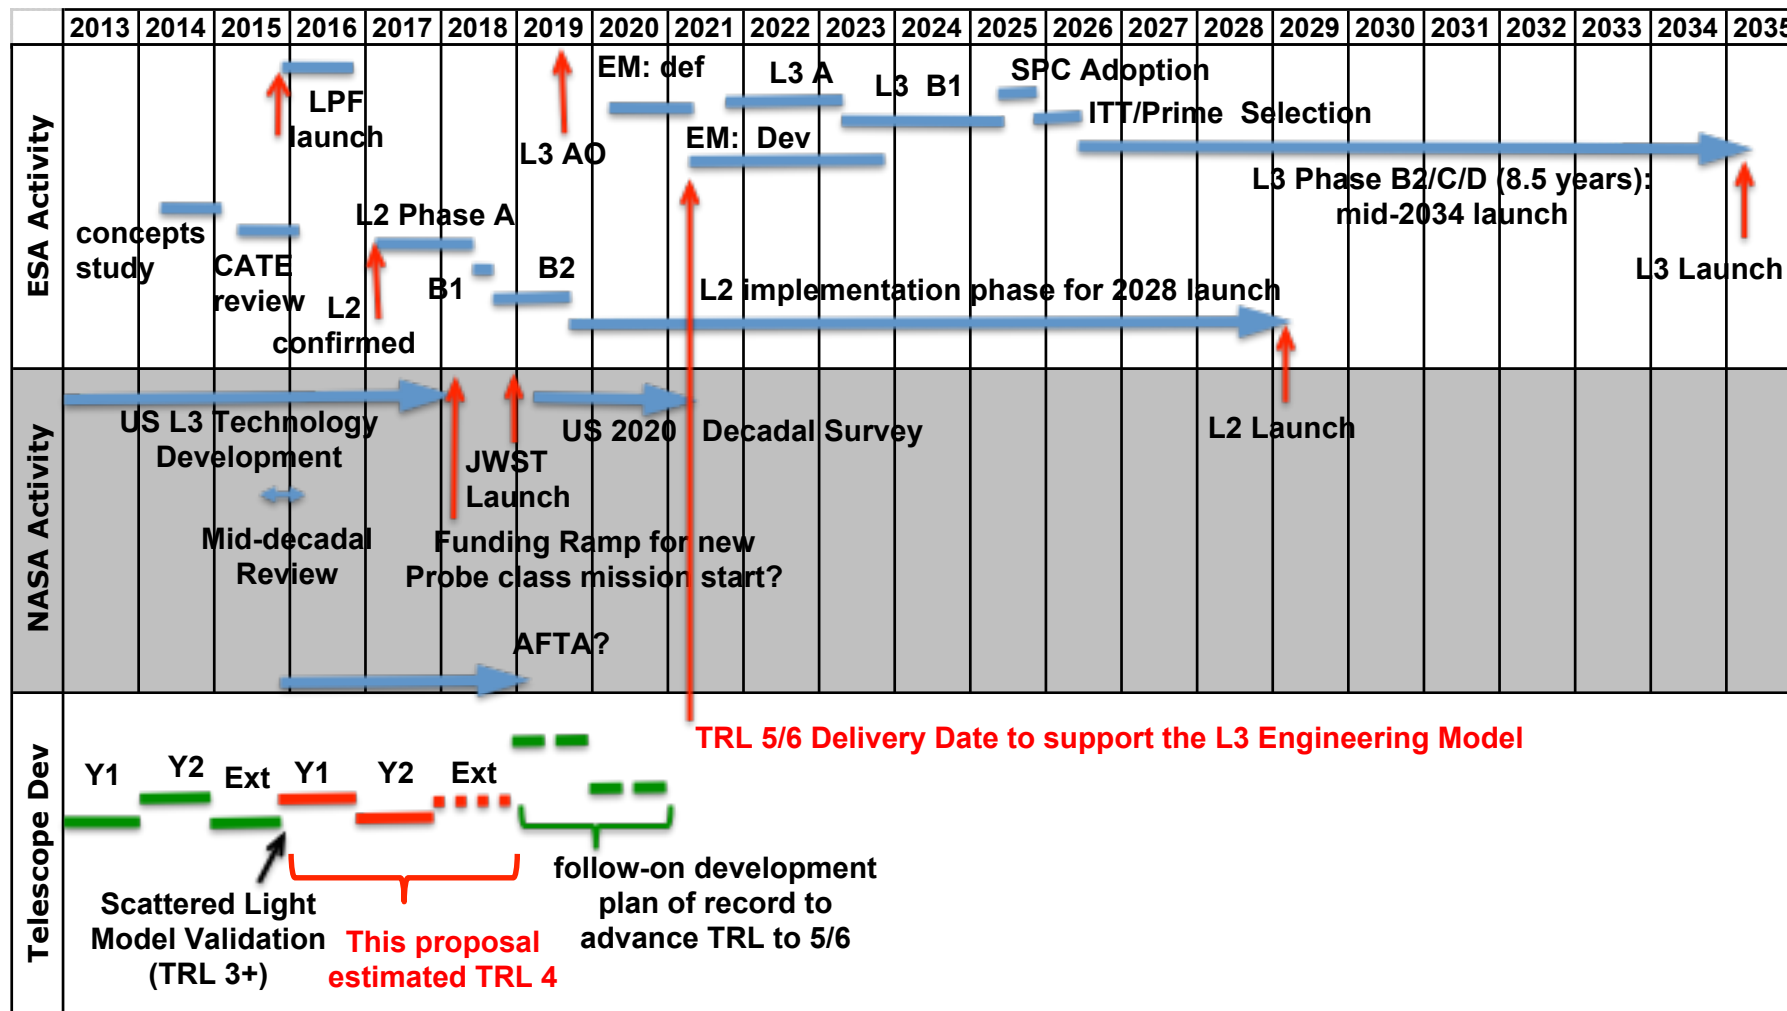 2013 2014 2015 2016 2017 2018 2019 2020 2021 2022 2023 2024 2025 2026 2027 2028 2029 2030 2031 2032 2033 2034 2035
ESA Activity
LPF
launch
L3 AO
EM: def
L3 A
L3 B1
SPC Adoption
ITT/Prime Selection
EM: Dev
L3 Phase B2/C/D (8.5 years):
mid-2034 launch
L3 Launch
concepts
study
CATE
review
L2 Phase A
L2
confirmed
B1
B2
L2 implementation phase for 2028 launch
NASA Activity
US L3 Technology
Development
JWST
Launch
US 2020 Decadal Survey
L2 Launch
Mid-decadal
Review
Funding Ramp for new
Probe class mission start?
AFTA?
Telescope Dev
TRL 5/6 Delivery Date to support the L3 Engineering Model
Y1
Y2
Ext
Y1
Y2
Ext
Scattered Light
Model Validation
(TRL 3+)
This proposal
estimated TRL 4
follow-on development
plan of record to
advance TRL to 5/6